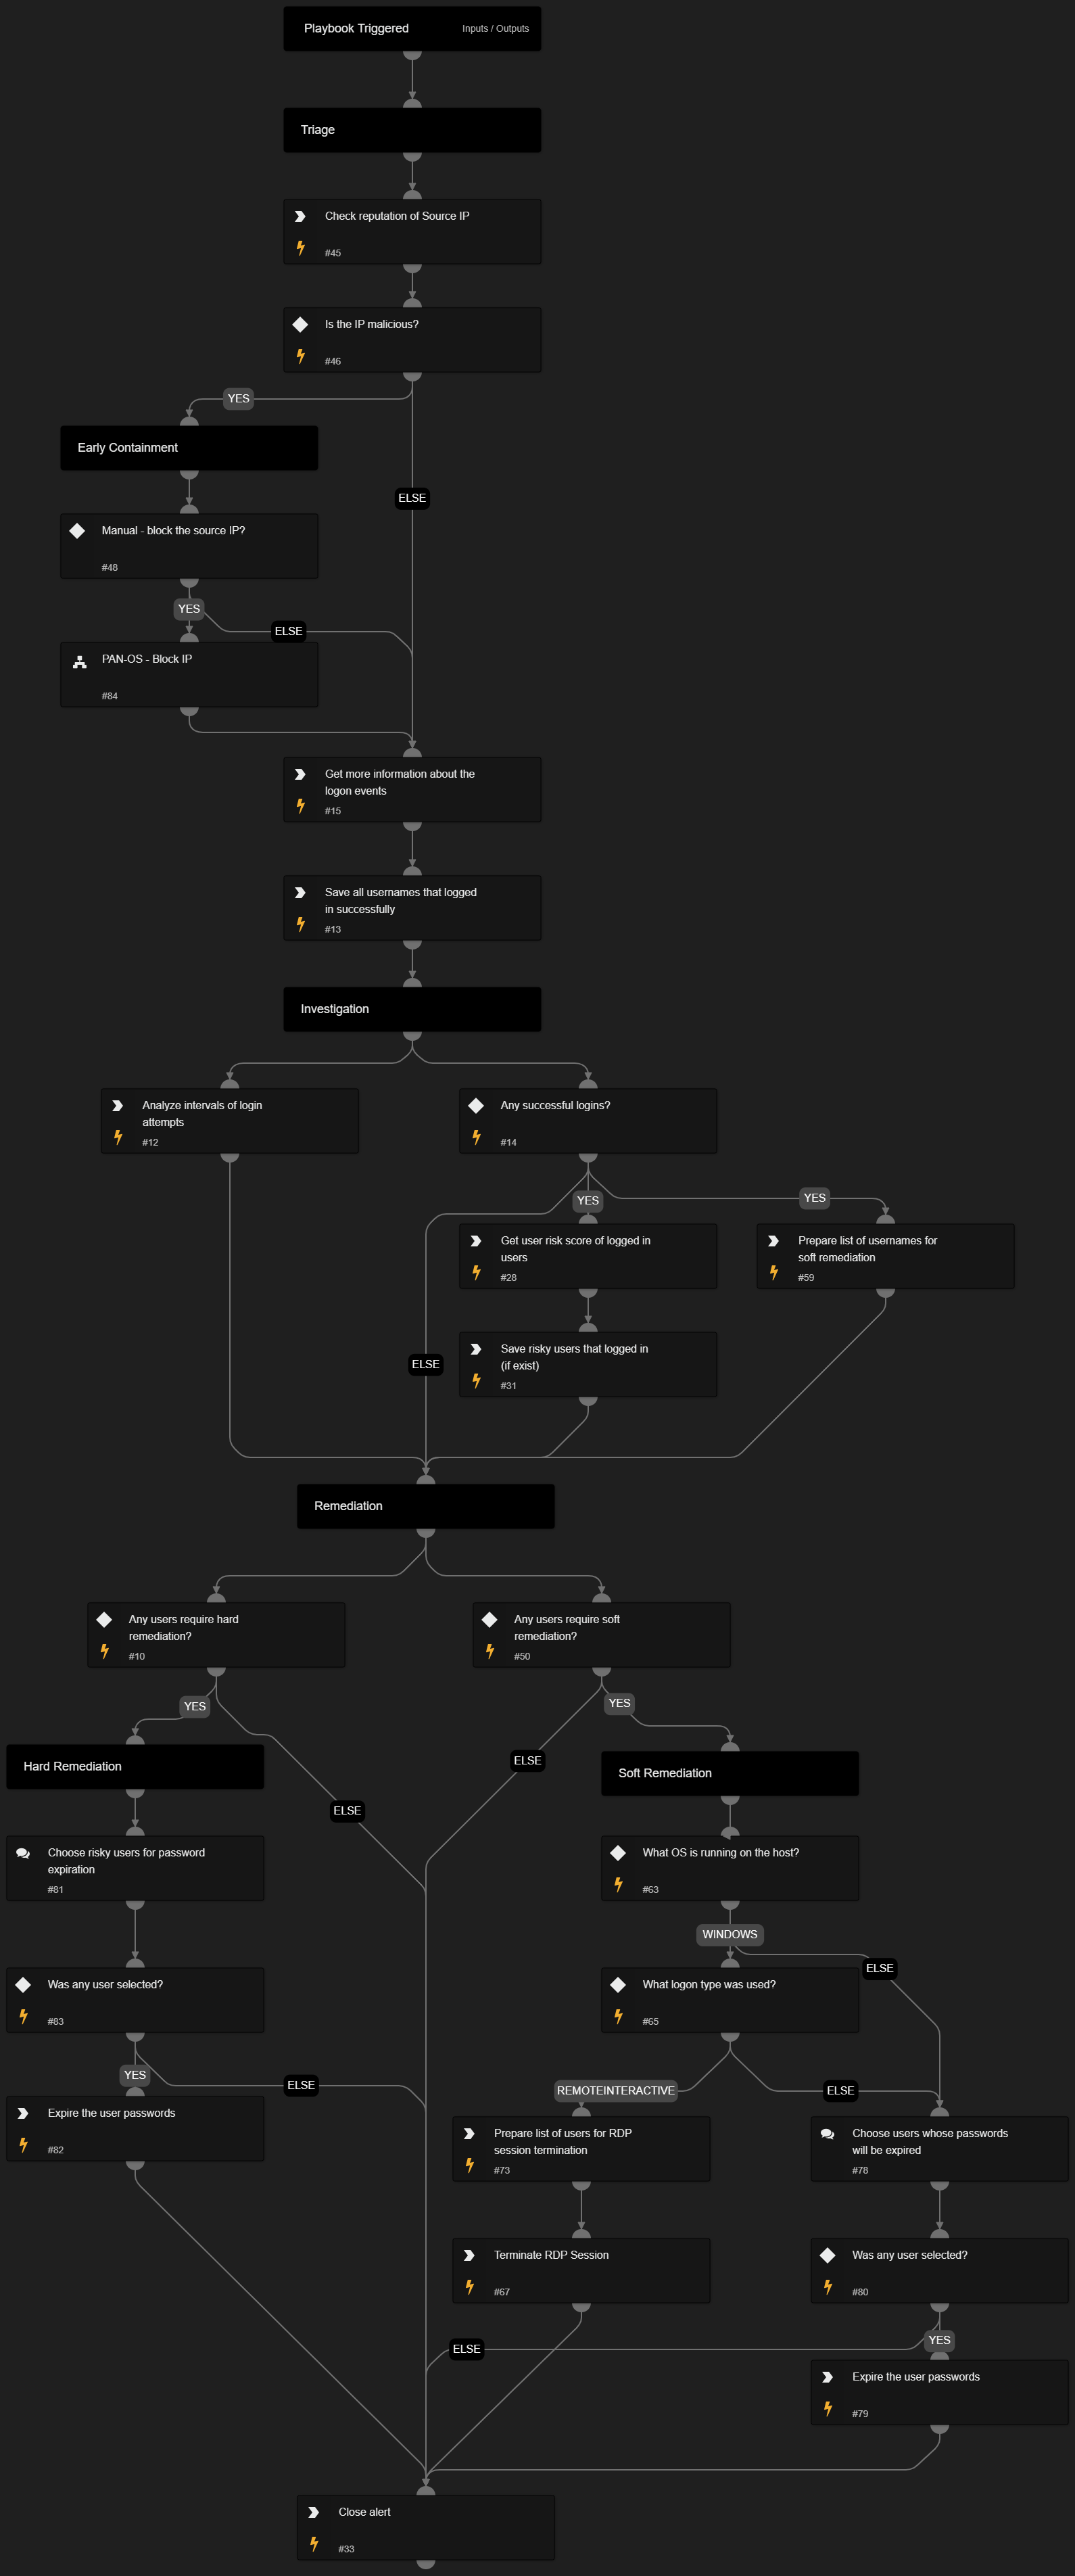 Playbook Triggered
Inputs / Outputs
Triage
Check reputation of Source IP
#45
Is the IP malicious?
#46
YES
Early Containment
ELSE
Manual - block the source IP?
#48
YES
ELSE
PAN-OS - Block IP
#84
Get more information about the
logon events
#15
Save all usernames that logged
in successfully
#13
Investigation
Analyze intervals of login
attempts
#12
Any successful logins?
#14
YES
YES
Get user risk score of logged in
users
#28
Prepare list of usernames for
soft remediation
#59
Save risky users that logged in
(if exist)
#31
ELSE
Remediation
Any users require hard
remediation?
#10
Any users require soft
remediation?
#50
YES
YES
Hard Remediation
ELSE
Soft Remediation
ELSE
Choose risky users for password
expiration
#81
What OS is running on the host?
#63
WINDOWS
ELSE
Was any user selected?
#83
What logon type was used?
#65
YES
ELSE
REMOTEINTERACTIVE
ELSE
Expire the user passwords
#82
Prepare list of users for RDP
session termination
#73
Choose users whose passwords
will be expired
#78
Terminate RDP Session
#67
Was any user selected?
#80
ELSE
YES
Expire the user passwords
#79
Close alert
#33